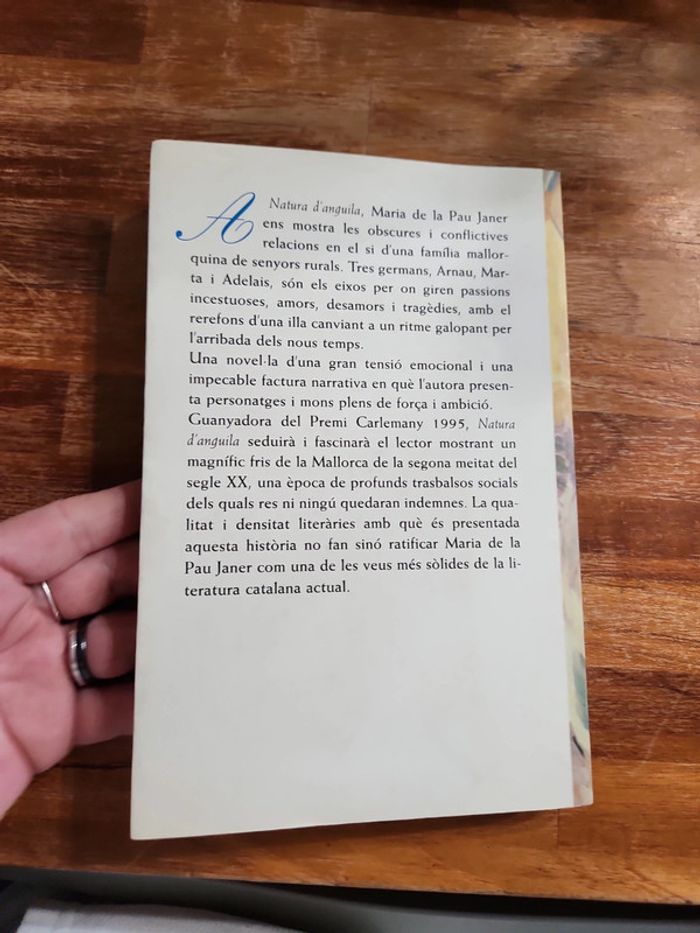 A Natura d'anguila, Maria de la Pau Janer
ens mostra les obscures i conflictives
relacions en el si d'una família mallor-
quina de senyors rurals. Tres germans, Arnau, Mar-
ta i Adelais, són els eixos per on giren passions
incestuoses, amors, desamors i tragèdies, amb el
rerefons d'una illa canviant a un ritme galopant per
l'arribada dels nous temps.
Una novel·la d'una gran tensió emocional i una
impecable factura narrativa en què l'autora presen-
ta personatges i mons plens de força i ambició.
Guanyadora del Premi Carlemany 1995, Natura
d'anguila seduirà i fascinarà el lector mostrant un
magnífic fris de la Mallorca de la segona meitat del
segle XX, una època de profunds trasbalsos socials
dels quals res ni ningú quedaran indemnes. La qua-
litat i densitat literàries amb què és presentada
aquesta història no fan sinó ratificar Maria de la
Pau Janer com una de les veus més sòlides de la li-
teratura catalana actual.